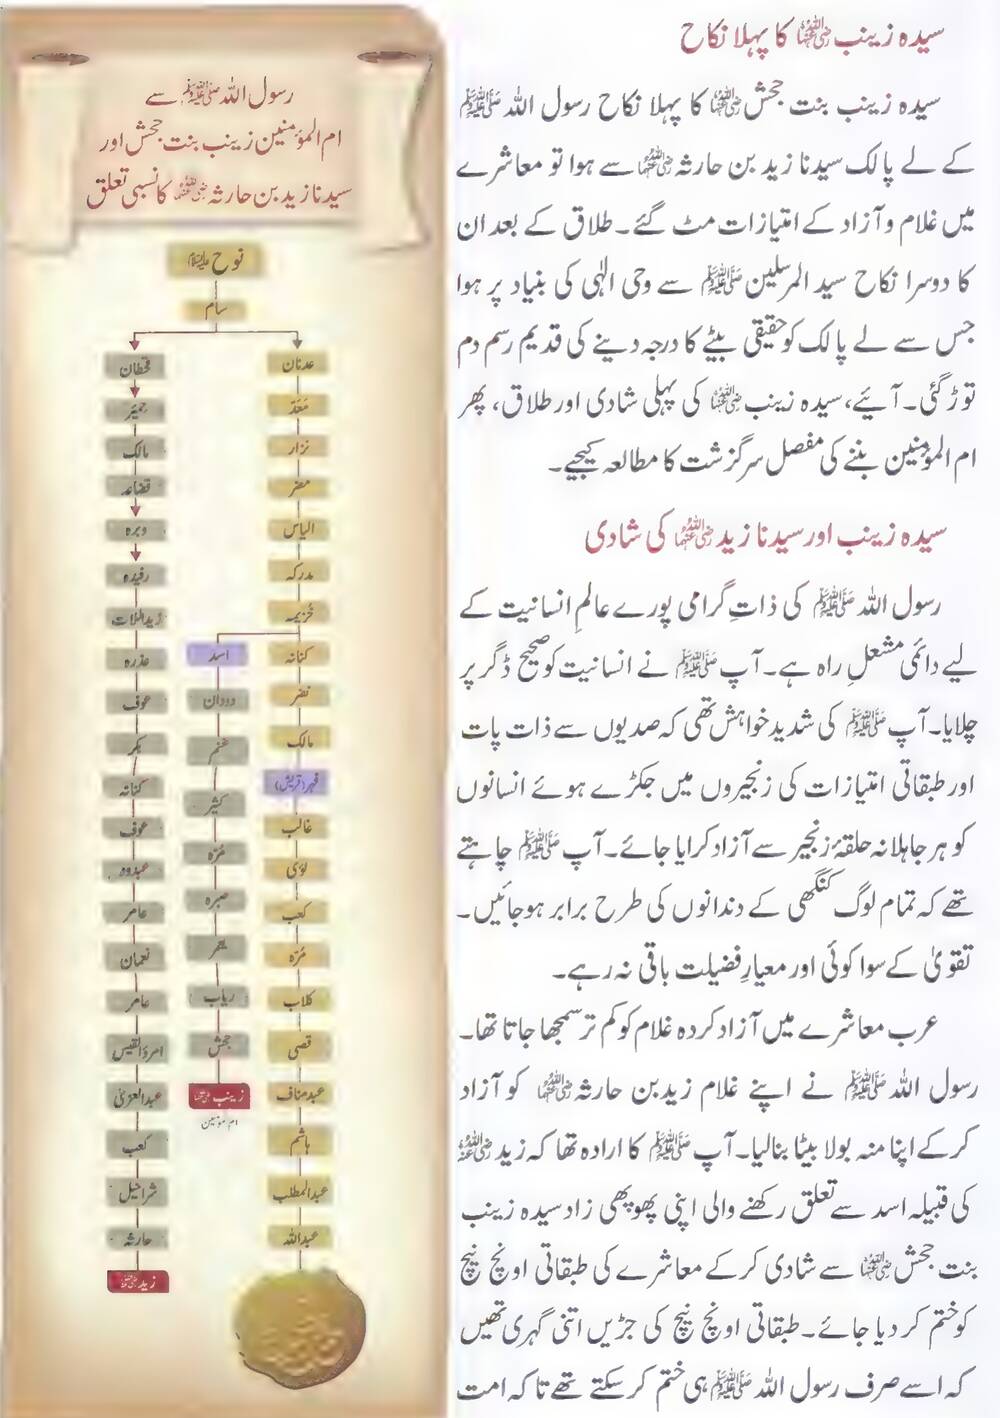 سیدہ زینب رضی اللہ عنہا کا پہلا نکاح
سیدہ زینب بنت جحش رضی اللہ عنہا کا پہلا نکاح رسول اللہ ﷺ
کے لے پالک سیدنا زید بن حارثہ رضی اللہ عنہما سے ہوا تو معاشرے
میں غلام و آزاد کے امتیازات مٹ گئے۔ طلاق کے بعد ان
کا دوسرا نکاح سید المرسلین ﷺ سے وحی الٰہی کی بنیاد پر ہوا
جس سے لے پالک کو حقیقی بیٹے کا درجہ دینے کی قدیم رسم دم
توڑ گئی۔ آئیے، سیدہ زینب رضی اللہ عنہا کی پہلی شادی اور طلاق، پھر
ام المؤمنین بننے کی مفصل سرگزشت کا مطالعہ کیجیے۔
سیدہ زینب اور سیدنا زید رضی اللہ عنہما کی شادی
رسول اللہ ﷺ کی ذاتِ گرامی پورے عالمِ انسانیت کے
لیے دائمی مشعلِ راہ ہے۔ آپ ﷺ نے انسانیت کو صحیح ڈگر پر
چلایا۔ آپ ﷺ کی شدید خواہش تھی کہ صدیوں سے ذات پات
اور طبقاتی امتیازات کی زنجیروں میں جکڑے ہوئے انسانوں
کو ہر جاہلانہ حلقۂ زنجیر سے آزاد کرایا جائے۔ آپ ﷺ چاہتے
تھے کہ تمام لوگ کنگھی کے دندانوں کی طرح برابر ہو جائیں۔
تقویٰ کے سوا کوئی اور معیارِ فضیلت باقی نہ رہے۔
عرب معاشرے میں آزاد کردہ غلام کو کم تر سمجھا جاتا تھا۔
رسول اللہ ﷺ نے اپنے غلام زید بن حارثہ رضی اللہ عنہما کو آزاد
کر کے اپنا منہ بولا بیٹا بنا لیا۔ آپ ﷺ کا ارادہ تھا کہ زید رضی اللہ عنہ
کی قبیلہ اسد سے تعلق رکھنے والی اپنی پھوپھی زاد سیدہ زینب
بنت جحش رضی اللہ عنہا سے شادی کر کے معاشرے کی طبقاتی اونچ نیچ
کو ختم کر دیا جائے۔ طبقاتی اونچ نیچ کی جڑیں اتنی گہری تھیں
کہ اسے صرف رسول اللہ ﷺ ہی ختم کر سکتے تھے تاکہ امت
رسول اللہ ﷺ سے
ام المؤمنین زینب بنت جحش اور
سیدنا زید بن حارثہ رضی اللہ عنہما کا نسبی تعلق
نوح علیہ السلام
سام
عدنان
مَعَدّ
نزار
مضر
الیاس
مدرکہ
خُزیمہ
کنانہ
نضر
مالک
فہر (قریش)
غالب
لؤی
کعب
مُرّہ
کلاب
قصی
عبدمناف
ہاشم
عبدالمطلب
عبداللہ
اسد
دودان
غنم
کثیر
مُرّہ
صبرہ
یعمر
ریاب
جحش
زینب رضی اللہ عنہا
ام مؤمنین
قحطان
حِمیَر
مالک
قضاعہ
وبرہ
رفیدہ
زیداللات
عذرہ
عوف
بکر
کنانہ
عوف
عبدوہ
عامر
نعمان
عامر
امرؤالقیس
عبدالعزیٰ
کعب
شراحیل
حارثہ
زید رضی اللہ عنہ